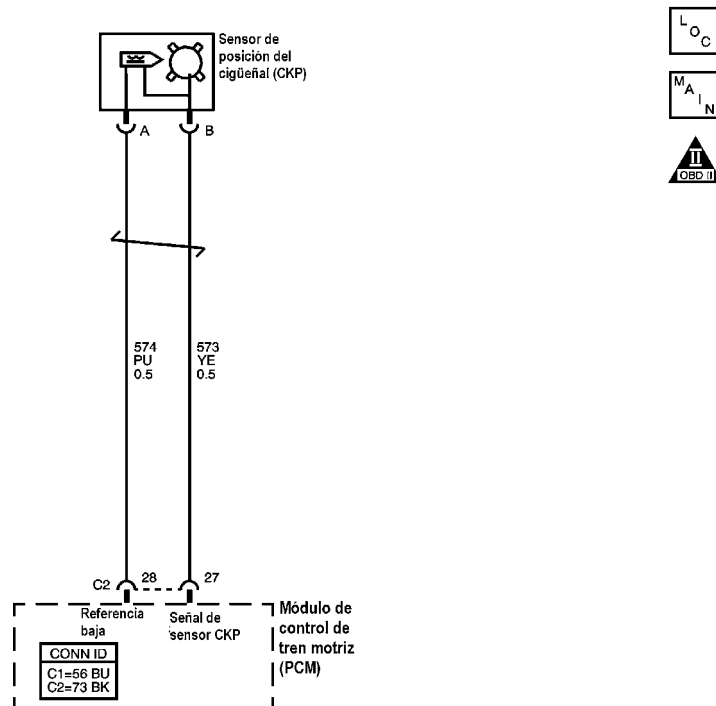 Sensor de
posición del
cigüeñal (CKP)
L O C
M A I N
II
OBD II
A
B
574
PU
0.5
573
YE
0.5
C2
28
27
Referencia
baja
Señal de
sensor CKP
Módulo de
control de
tren motriz
(PCM)
CONN ID
C1=56 BU
C2=73 BK